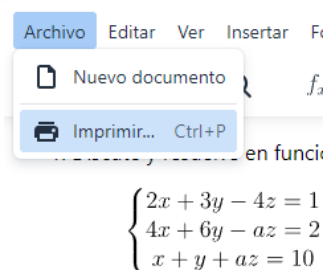 Archivo Editar Ver Insertar
Nuevo documento
Imprimir... Ctrl+P
en funci
2x + 3y − 4z = 1
4x + 6y − az = 2
x + y + az = 10